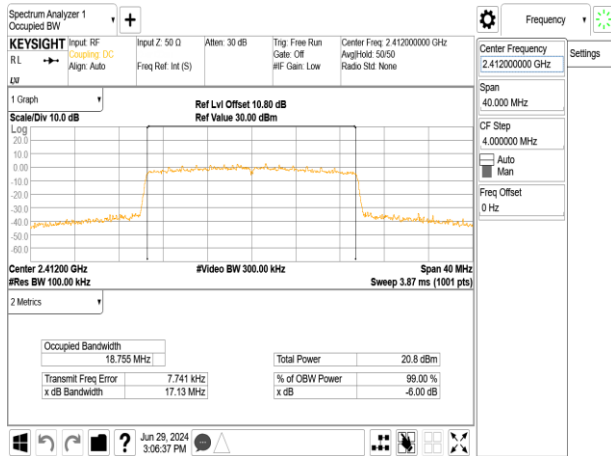 Spectrum Analyzer 1
Occupied BW
Frequency
KEYSIGHT
RL
Input: RF
Coupling: DC
Align: Auto
Input Z: 50 Ω
Freq Ref: Int (S)
Atten: 30 dB
Trig: Free Run
Gate: Off
#IF Gain: Low
Center Freq: 2.412000000 GHz
Avg|Hold: 50/50
Radio Std: None
Center Frequency
2.412000000 GHz
Settings
Span
40.000 MHz
CF Step
4.000000 MHz
Auto
Man
Freq Offset
0 Hz
1 Graph
Scale/Div 10.0 dB
Ref Lvl Offset 10.80 dB
Ref Value 30.00 dBm
Log
20.0
10.0
0.00
-10.0
-20.0
-30.0
-40.0
-50.0
-60.0
Center 2.41200 GHz
#Video BW 300.00 kHz
Span 40 MHz
#Res BW 100.00 kHz
Sweep 3.87 ms (1001 pts)
2 Metrics
Occupied Bandwidth
18.755 MHz
Total Power 20.8 dBm
Transmit Freq Error 7.741 kHz
% of OBW Power 99.00 %
x dB Bandwidth 17.13 MHz
x dB -6.00 dB
?
Jun 29, 2024
3:06:37 PM